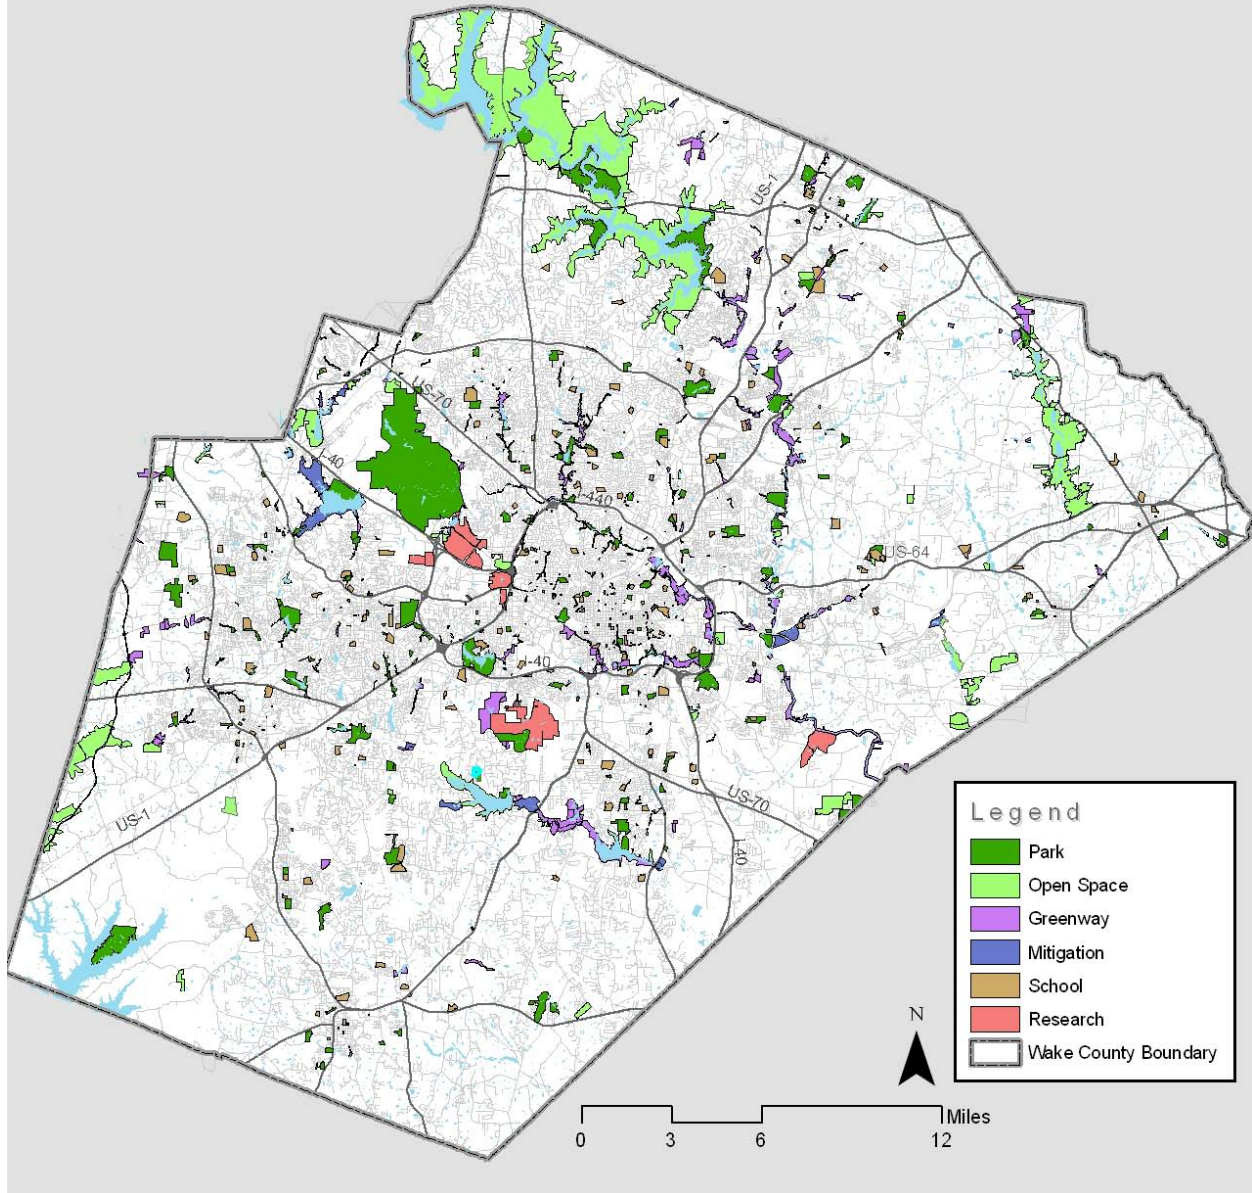 US-1
US-70
I-40
I-440
US-64
I-40
US-70
I-40
US-1
Legend
Park
Open Space
Greenway
Mitigation
School
Research
Wake County Boundary
N
Miles
0 3 6 12